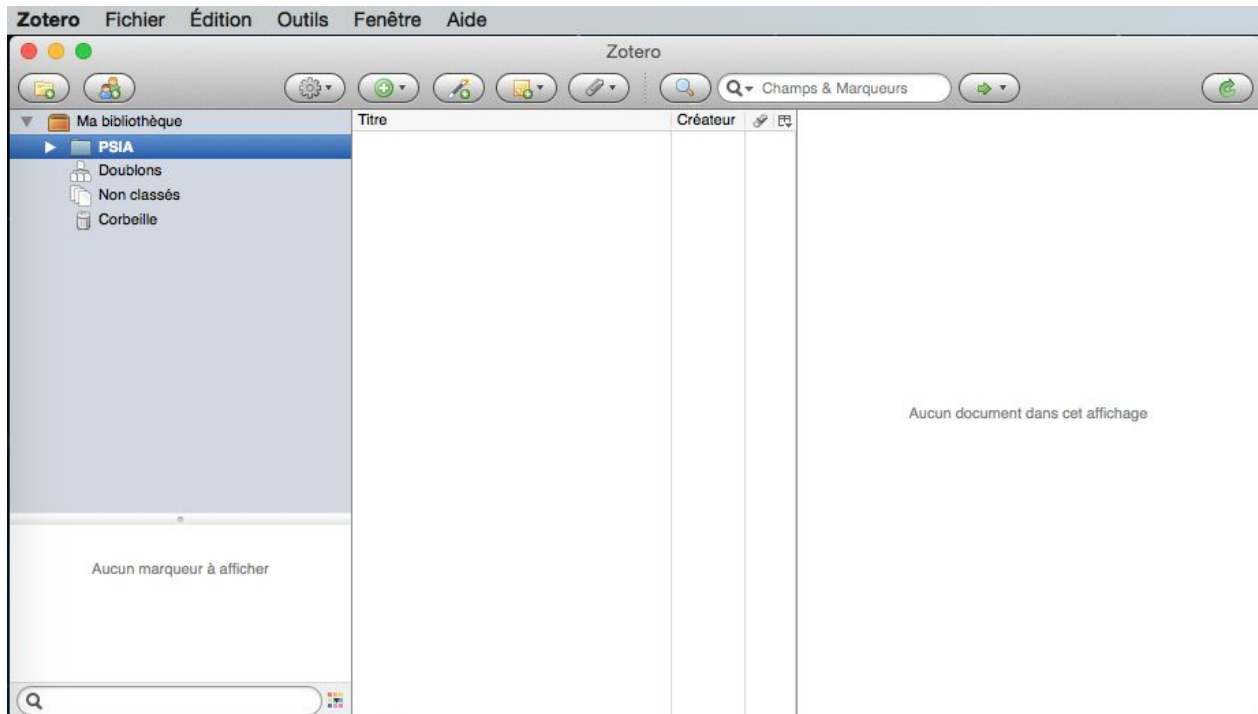 Zotero Fichier Édition Outils Fenêtre Aide
Zotero
Champs & Marqueurs
Ma bibliothèque
PSIA
Doublons
Non classés
Corbeille
Titre Créateur
Aucun document dans cet affichage
Aucun marqueur à afficher